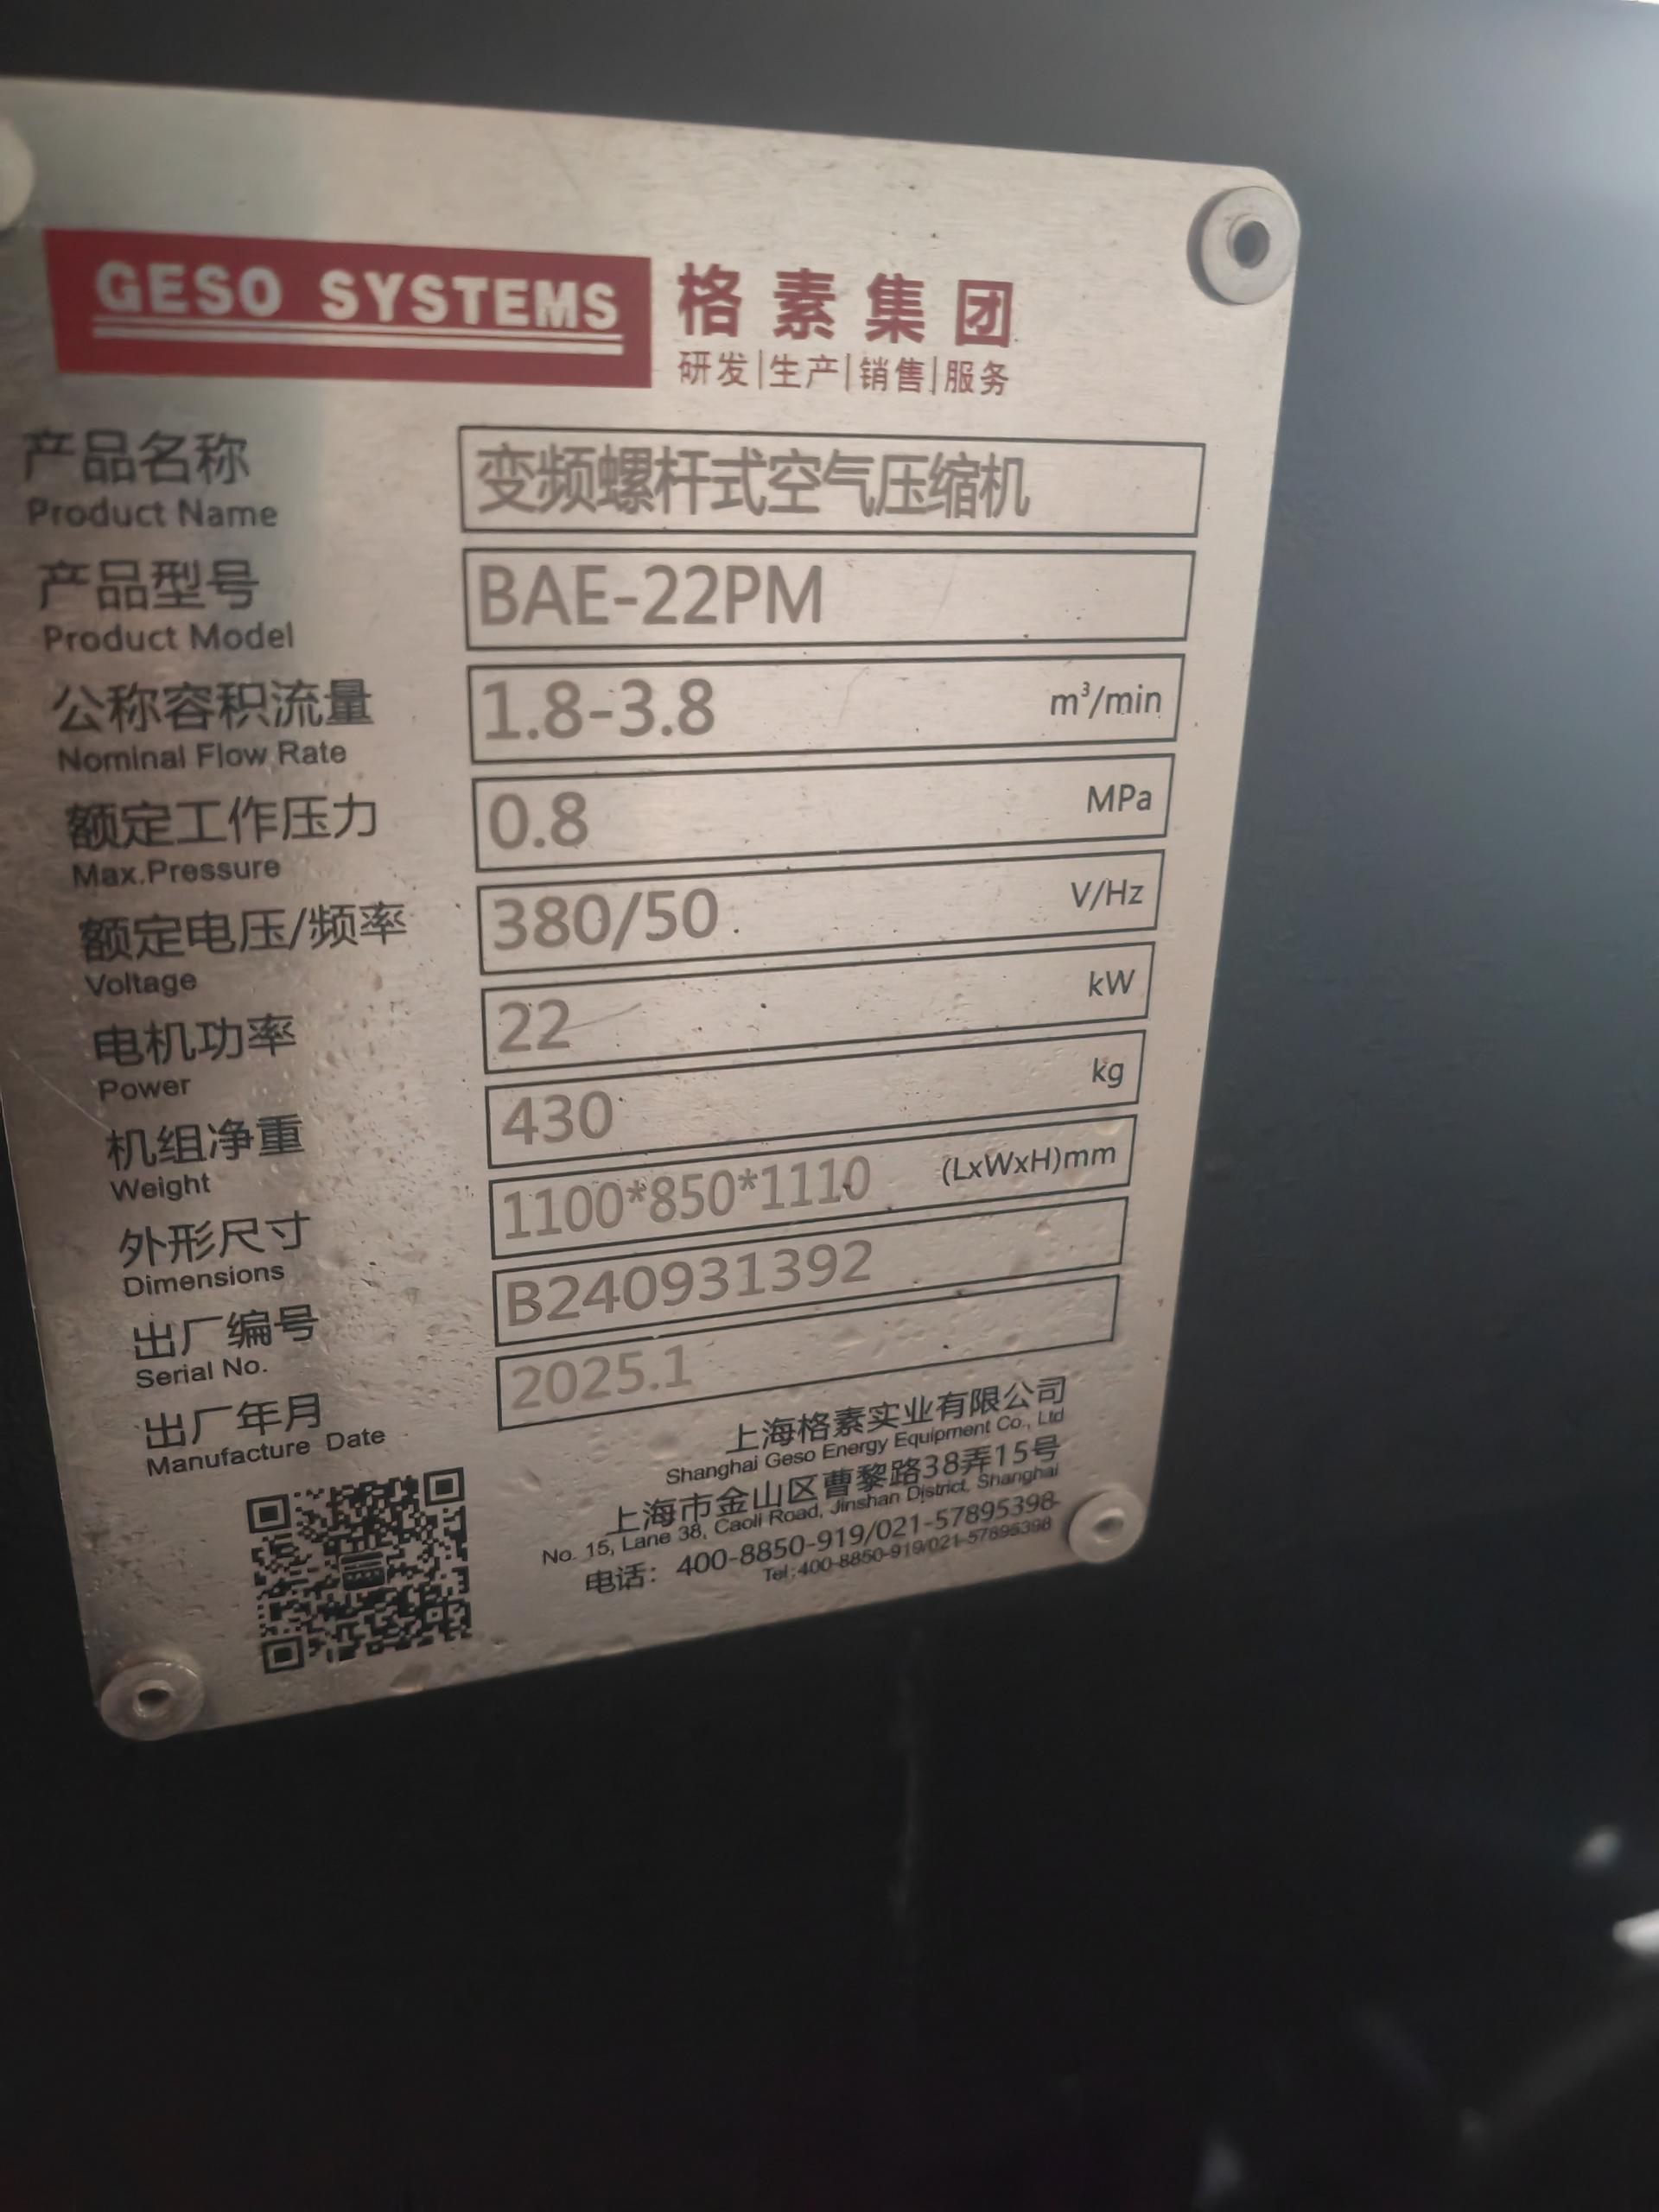 GESO SYSTEMS 格素集团
研发|生产|销售|服务
产品名称 变频螺杆式空气压缩机
Product Name
产品型号 BAE-22PM
Product Model
公称容积流量 1.8-3.8 m³/min
Nominal Flow Rate
额定工作压力 0.8 MPa
Max.Pressure
额定电压/频率 380/50 V/Hz
Voltage
电机功率 22 kW
Power
机组净重 430 kg
Weight
外形尺寸 1100*850*1110 (LxWxH)mm
Dimensions
出厂编号 B240931392
Serial No.
出厂年月 2025.1
Manufacture Date
上海格素实业有限公司
Shanghai Geso Energy Equipment Co., Ltd
上海市金山区曹黎路38弄15号
No. 15, Lane 38, Caoli Road, Jinshan District, Shanghai
电话：400-8850-919/021-57895398
Tel:400-8850-919/021-57895398